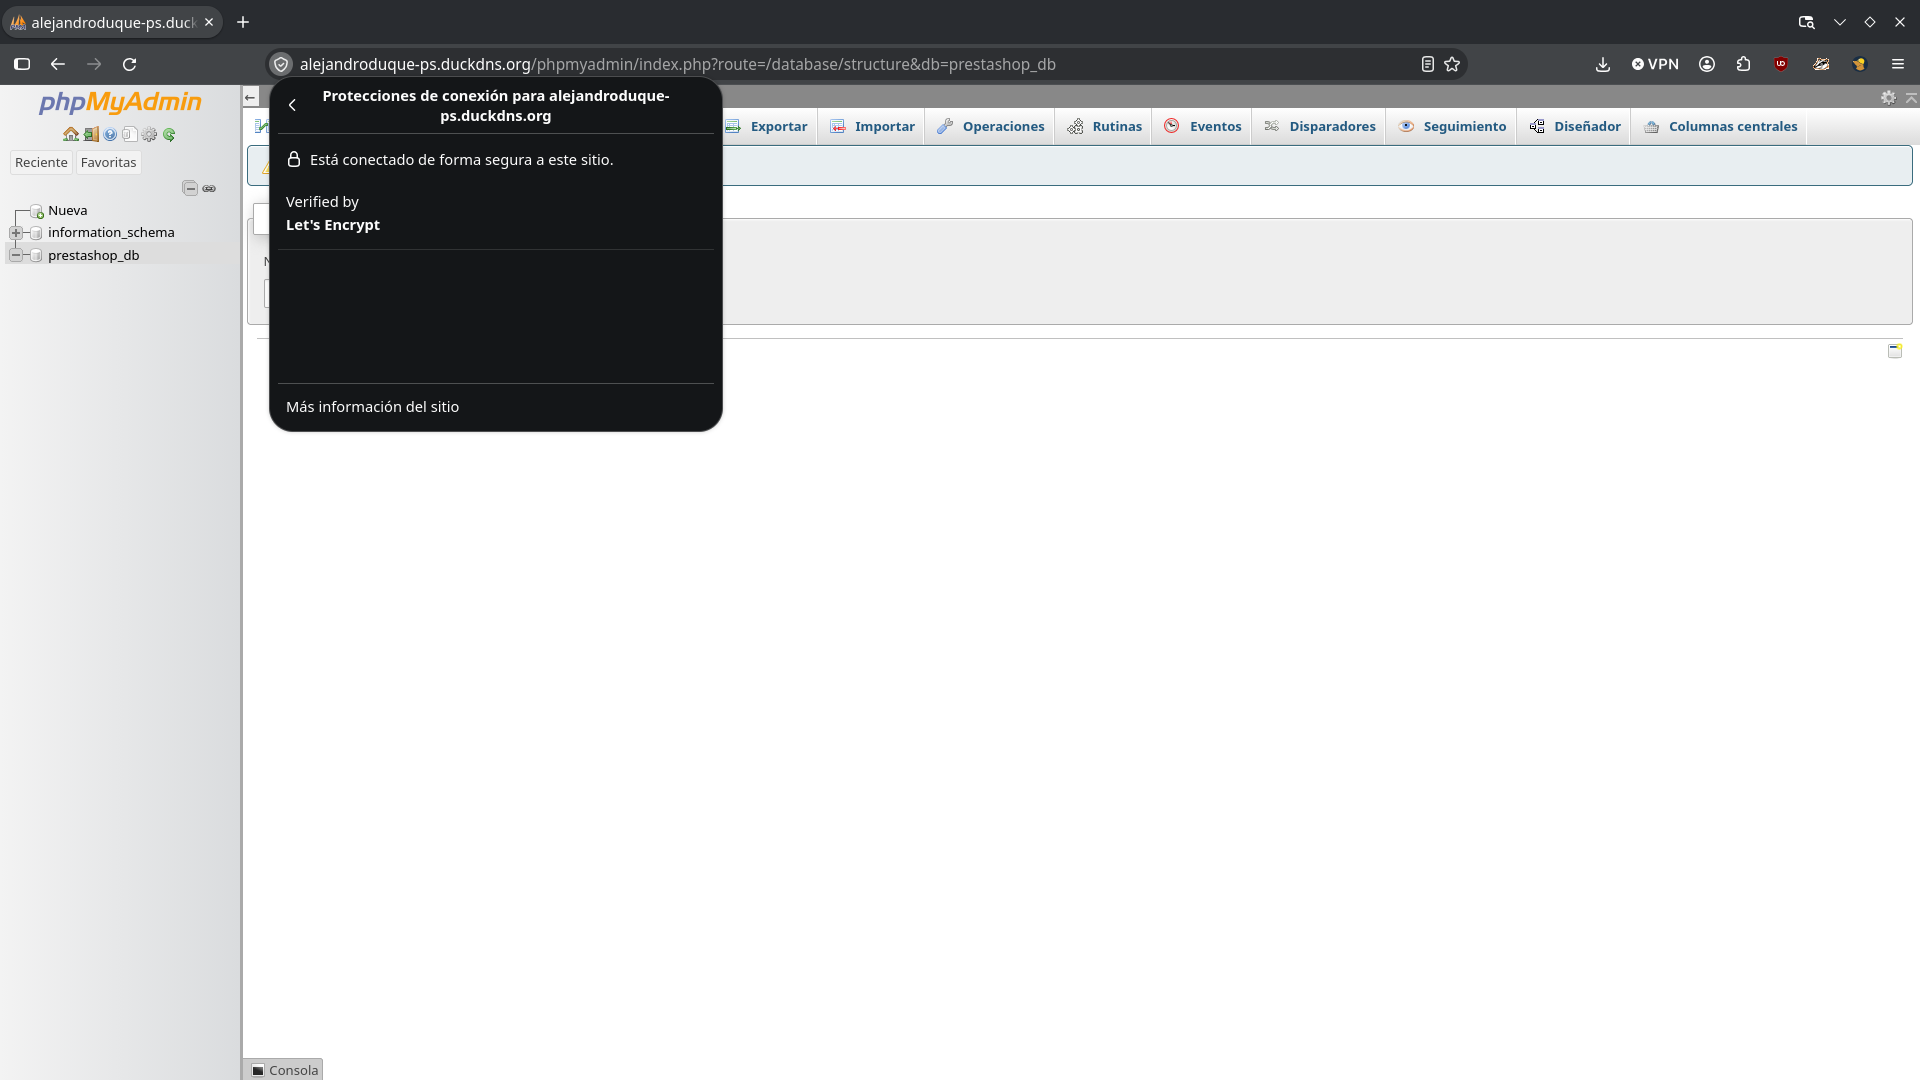 alejandroduque-ps.duck
alejandroduque-ps.duckdns.org/phpmyadmin/index.php?route=/database/structure&db=prestashop_db
VPN
phpMyAdmin
Reciente
Favoritas
Nueva
information_schema
prestashop_db
Protecciones de conexión para alejandroduque-
ps.duckdns.org
Está conectado de forma segura a este sitio.
Verified by
Let's Encrypt
Más información del sitio
Exportar
Importar
Operaciones
Rutinas
Eventos
Disparadores
Seguimiento
Diseñador
Columnas centrales
Consola